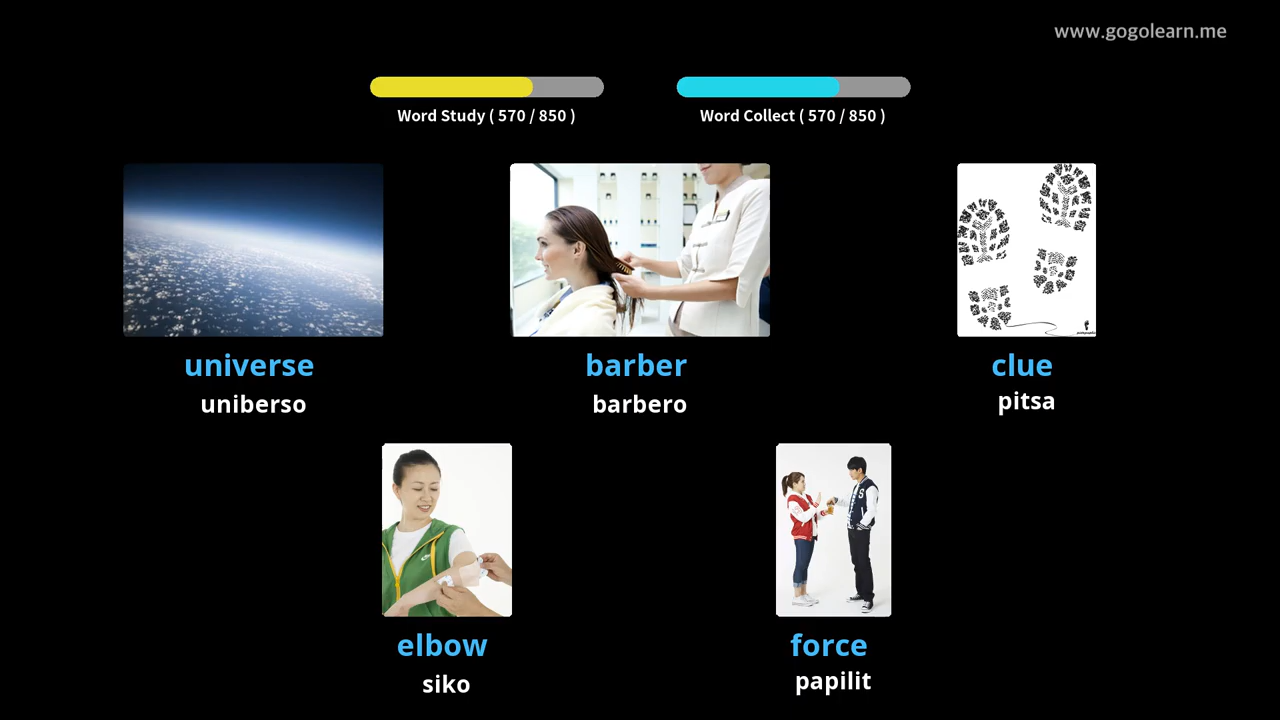 www.gogolearn.me
Word Study ( 570 / 850 )
Word Collect ( 570 / 850 )
universe
uniberso
barber
barbero
clue
pitsa
elbow
siko
force
papilit